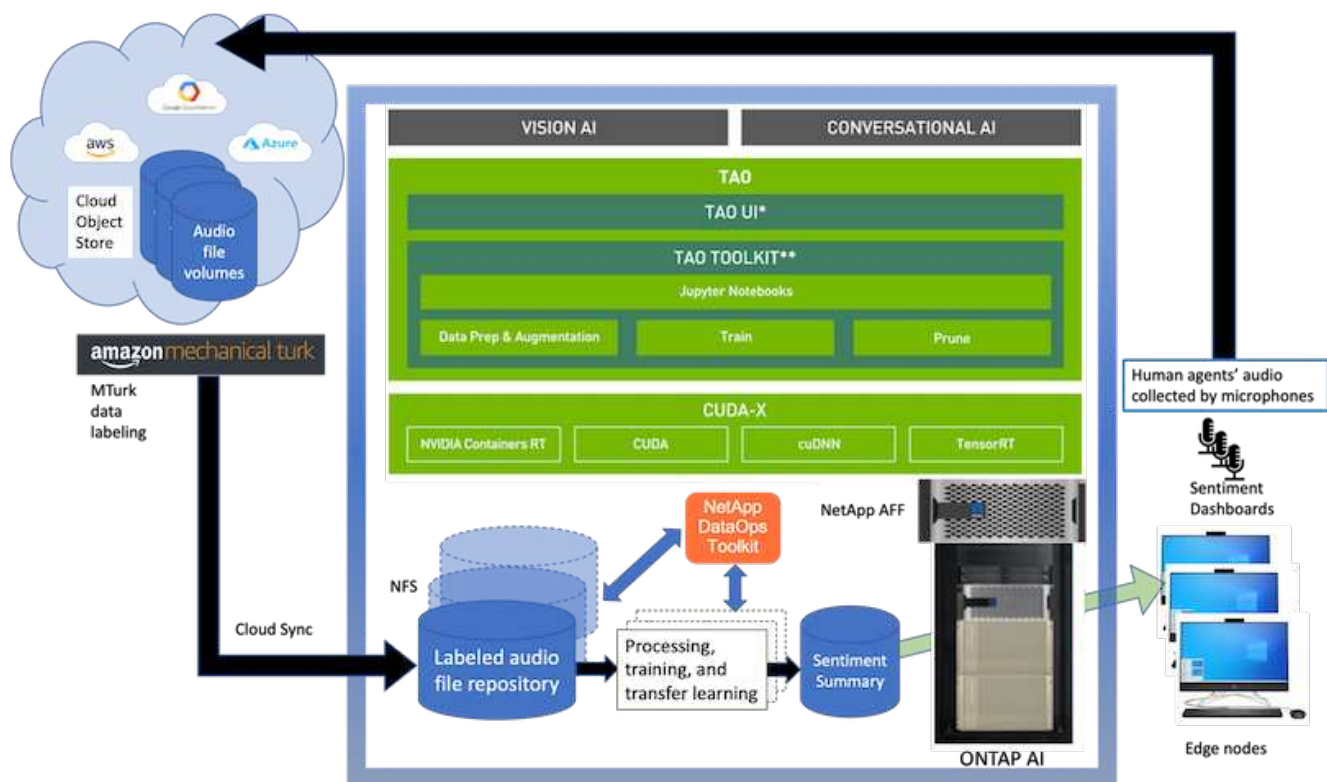 Google Cloud Platform
aws
Azure
Cloud
Object
Store
Audio
file
volumes
amazon mechanical turk
MTurk
data
labeling
Cloud Sync
VISION AI
CONVERSATIONAL AI
TAO
TAO UI*
TAO TOOLKIT**
Jupyter Notebooks
Data Prep & Augmentation
Train
Prune
CUDA-X
NVIDIA Containers RT
CUDA
cuDNN
TensorRT
NetApp
DataOps
Toolkit
NetApp AFF
NFS
Labeled audio
file repository
Processing,
training, and
transfer learning
Sentiment
Summary
ONTAP AI
Human agents' audio
collected by microphones
Sentiment
Dashboards
Edge nodes